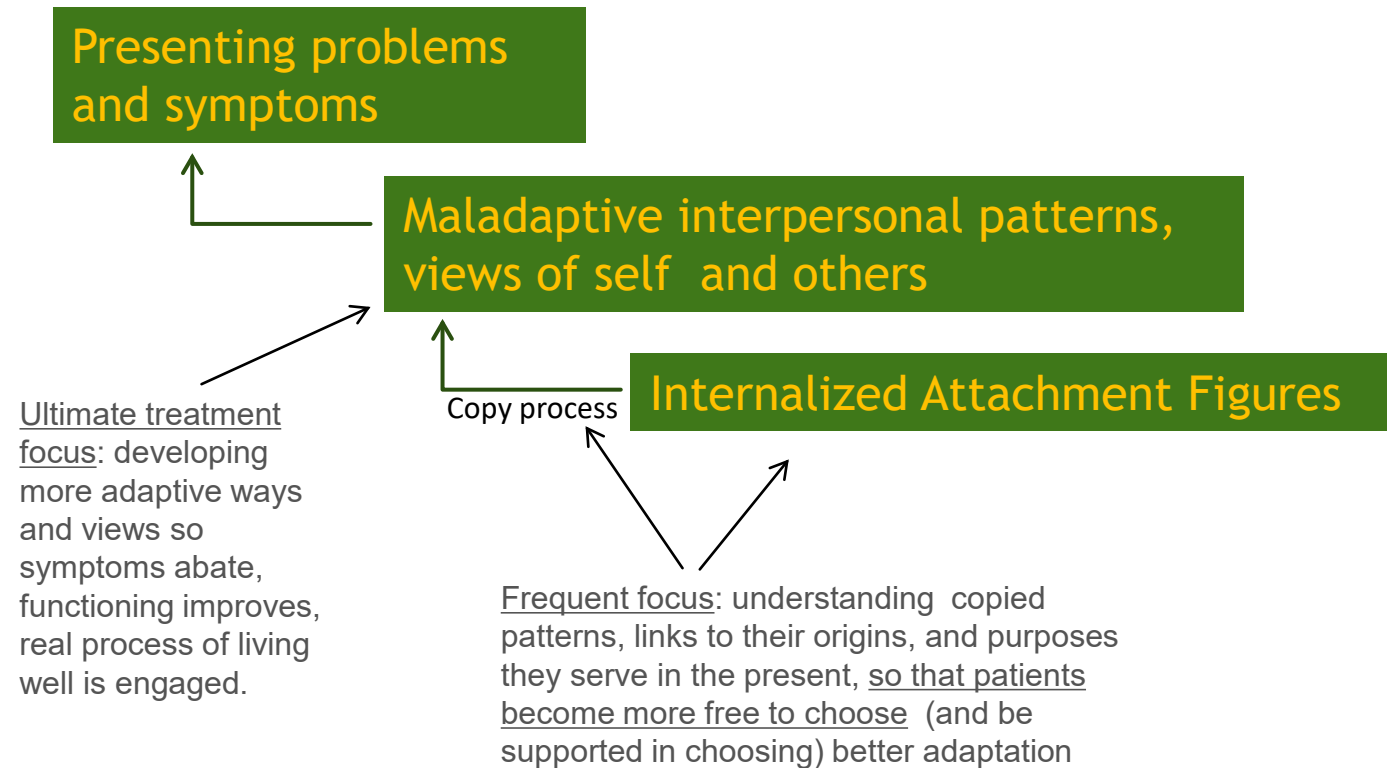 Presenting problems
and symptoms
Maladaptive interpersonal patterns,
views of self  and others
Internalized Attachment Figures
Copy process
Ultimate treatment
focus: developing
more adaptive ways
and views so
symptoms abate,
functioning improves,
real process of living
well is engaged.
Frequent focus: understanding  copied
patterns, links to their origins, and purposes
they serve in the present, so that patients
become more free to choose  (and be
supported in choosing) better adaptation